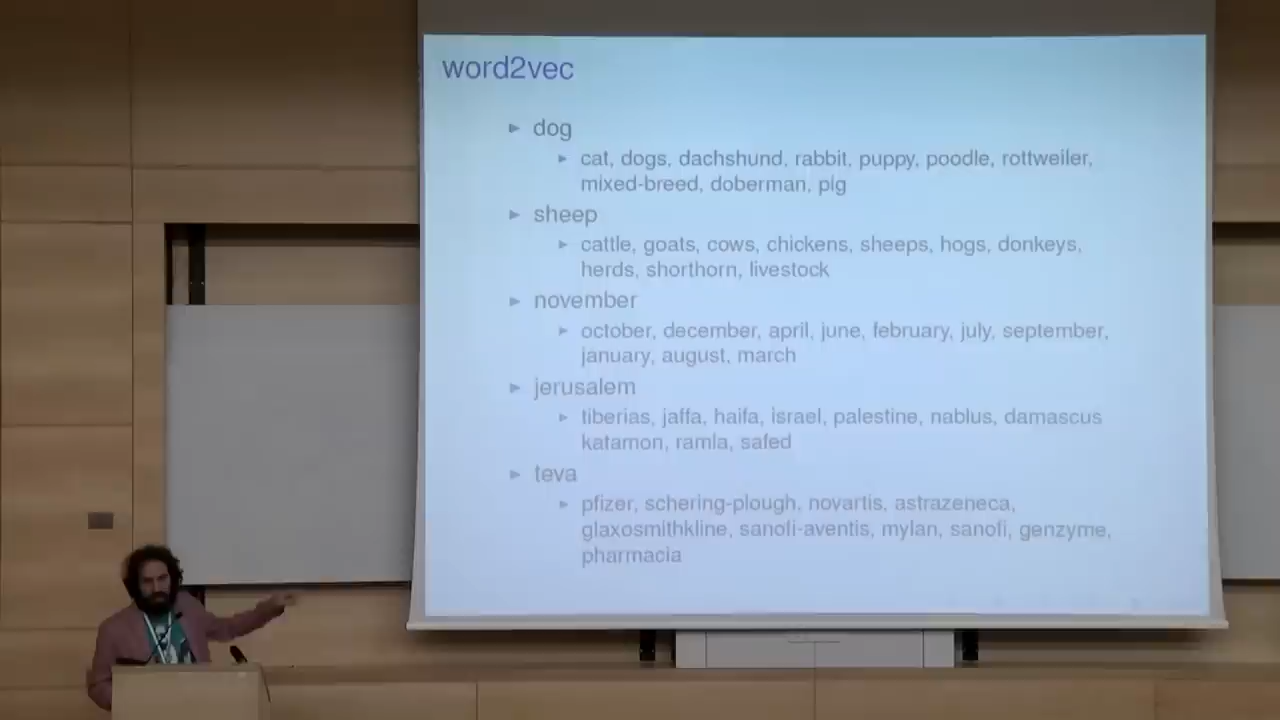 word2vec
dog
cat, dogs, dachshund, rabbit, puppy, poodle, rottweiler,
mixed-breed, doberman, pig
sheep
cattle, goats, cows, chickens, sheeps, hogs, donkeys,
herds, shorthorn, livestock
november
october, december, april, june, february, july, september,
january, august, march
jerusalem
tiberias, jaffa, haifa, israel, palestine, nablus, damascus
katamon, ramla, safed
teva
pfizer, schering-plough, novartis, astrazeneca,
glaxosmithkline, sanofi-aventis, mylan, sanofi, genzyme,
pharmacia